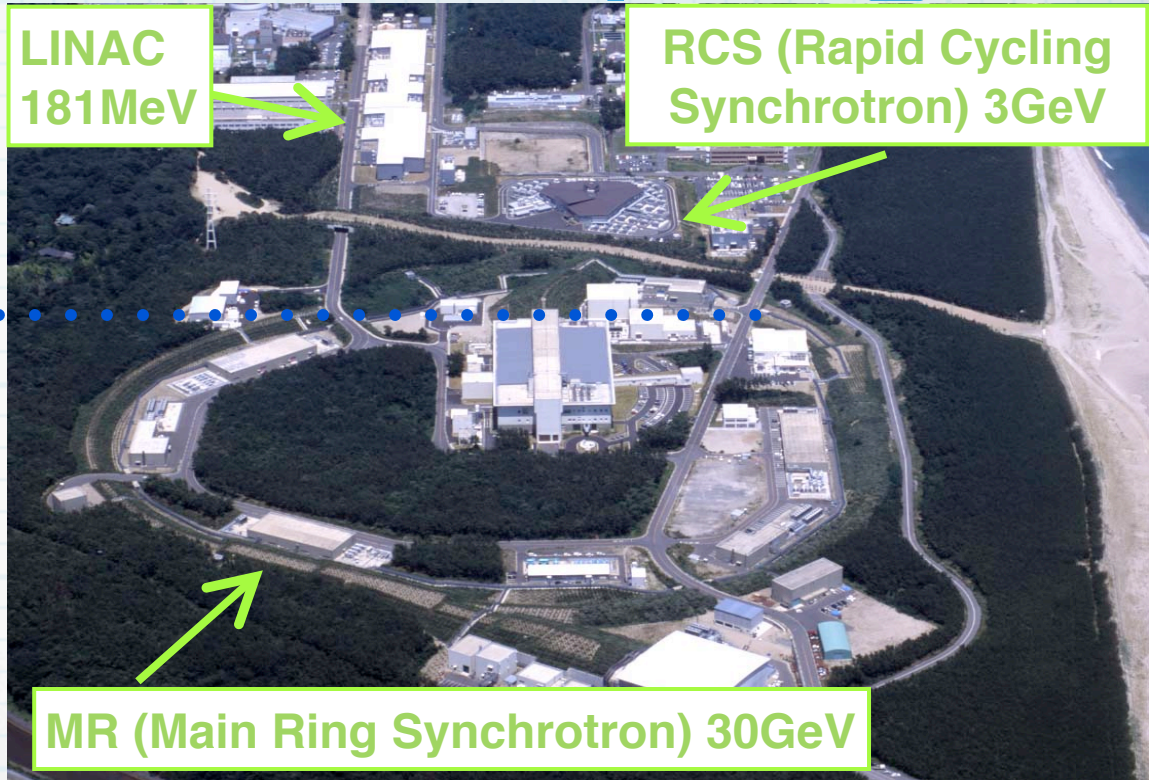 LINAC
181MeV
RCS (Rapid Cycling
Synchrotron) 3GeV
MR (Main Ring Synchrotron) 30GeV